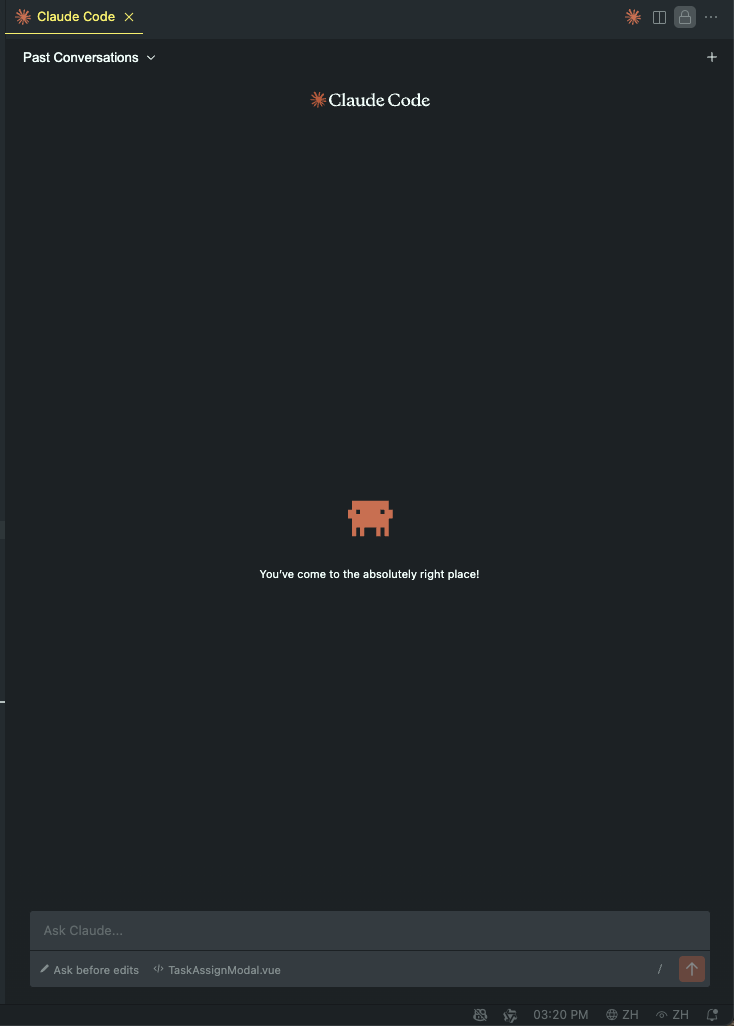 Claude Code
Past Conversations
Claude Code
You've come to the absolutely right place!
Ask Claude...
Ask before edits TaskAssignModal.vue /
03:20 PM ZH ZH